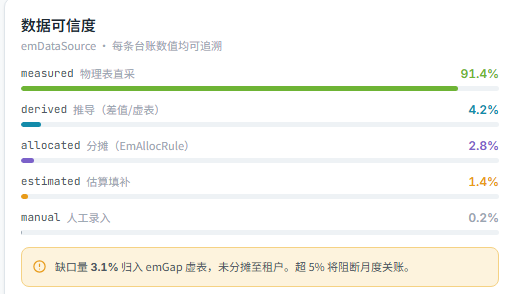 数据可信度
emDataSource · 每条台账数值均可追溯
measured 物理表直采 91.4%
derived 推导（差值/虚表） 4.2%
allocated 分摊（EmAllocRule） 2.8%
estimated 估算填补 1.4%
manual 人工录入 0.2%
缺口量 3.1% 归入 emGap 虚表，未分摊至租户。超 5% 将阻断月度关账。